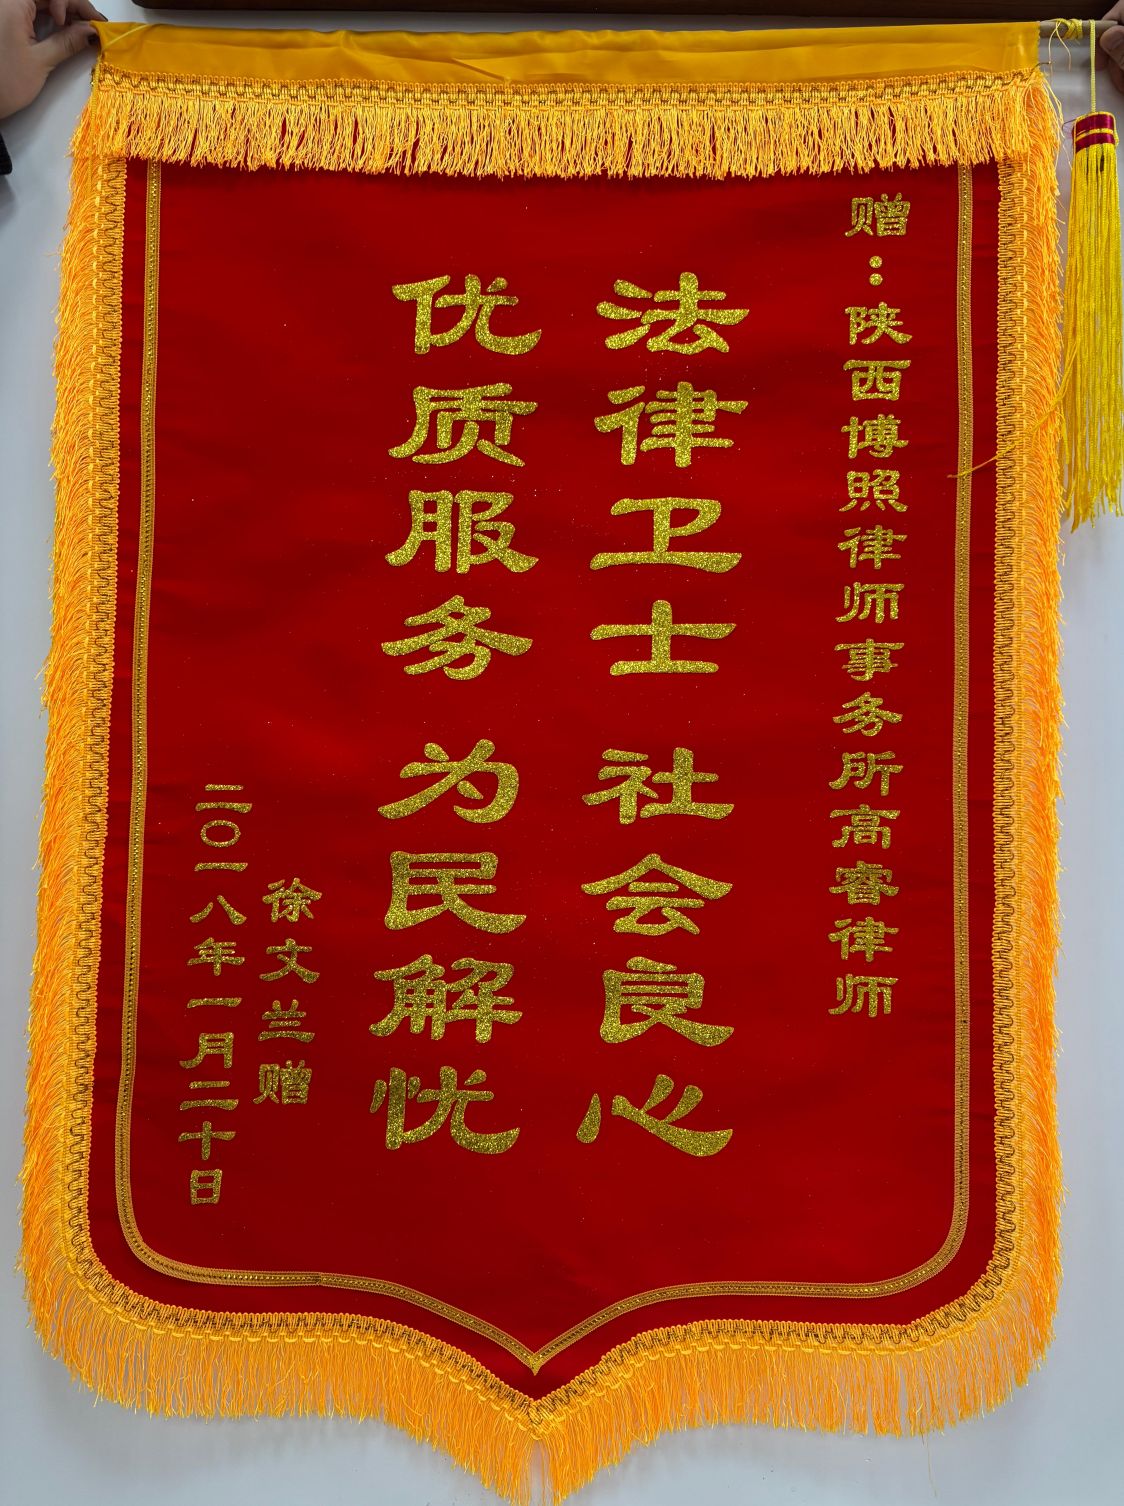 赠：陕西博照律师事务所高睿律师
法律卫士 社会良心
优质服务 为民解忧
徐文兰赠
二〇一八年一月二十日